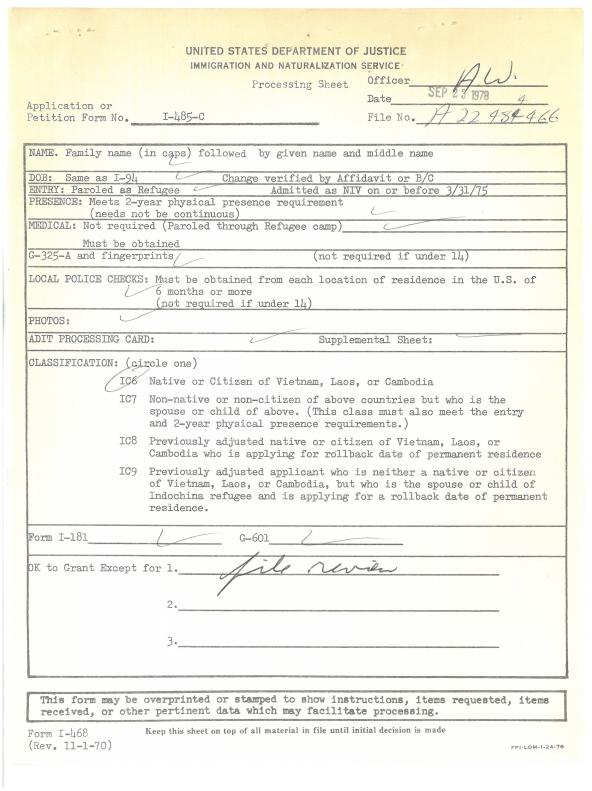 UNITED STATES DEPARTMENT OF JUSTICE
IMMIGRATION AND NATURALIZATION SERVICE
Processing Sheet
Officer A.W.
Date SEP 23 1978
Application or
Petition Form No. I-485-C
File No. A 22 484 466
4
NAME. Family name (in caps) followed by given name and middle name
DOB: Same as I-94 Change verified by Affidavit or B/C
ENTRY: Paroled as Refugee Admitted as NIV on or before 3/31/75
PRESENCE: Meets 2-year physical presence requirement
(needs not be continuous)
MEDICAL: Not required (Paroled through Refugee camp)
Must be obtained
G-325-A and fingerprints (not required if under 14)
LOCAL POLICE CHECKS: Must be obtained from each location of residence in the U.S. of
6 months or more
(not required if under 14)
PHOTOS:
ADIT PROCESSING CARD: Supplemental Sheet:
CLASSIFICATION: (circle one)
IC6 Native or Citizen of Vietnam, Laos, or Cambodia
IC7 Non-native or non-citizen of above countries but who is the
spouse or child of above. (This class must also meet the entry
and 2-year physical presence requirements.)
IC8 Previously adjusted native or citizen of Vietnam, Laos, or
Cambodia who is applying for rollback date of permanent residence
IC9 Previously adjusted applicant who is neither a native or citizen
of Vietnam, Laos, or Cambodia, but who is the spouse or child of
Indochina refugee and is applying for a rollback date of permanent
residence.
Form I-181 G-601
OK to Grant Except for 1. file review
2.
3.
This form may be overprinted or stamped to show instructions, items requested, items
received, or other pertinent data which may facilitate processing.
Form I-468
(Rev. 11-1-70)
Keep this sheet on top of all material in file until initial decision is made
FPI-LOM-1-24-78